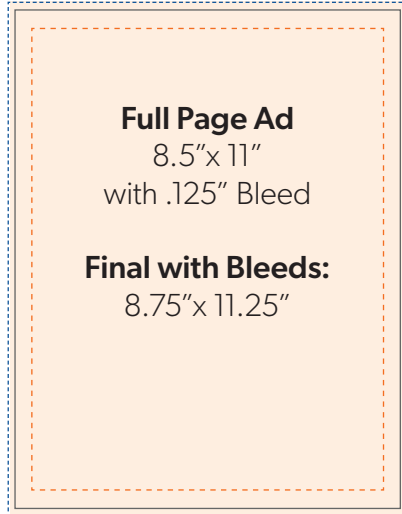 Full Page Ad
8.5”x 11”
with .125” Bleed
Final with Bleeds:
8.75”x 11.25”